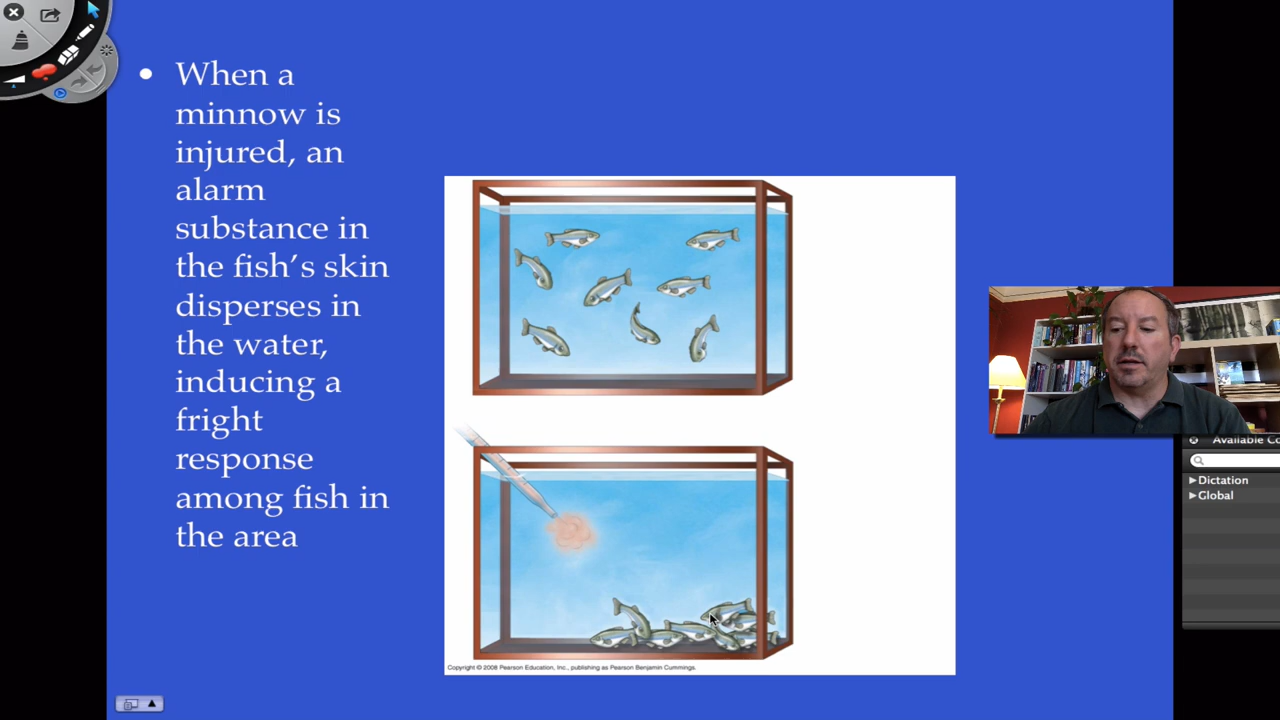 • When a
minnow is
injured, an
alarm
substance in
the fish’s skin
disperses in
the water,
inducing a
fright
response
among fish in
the area
Copyright © 2008 Pearson Education, Inc., publishing as Pearson Benjamin Cummings.
Available Co
Dictation
Global